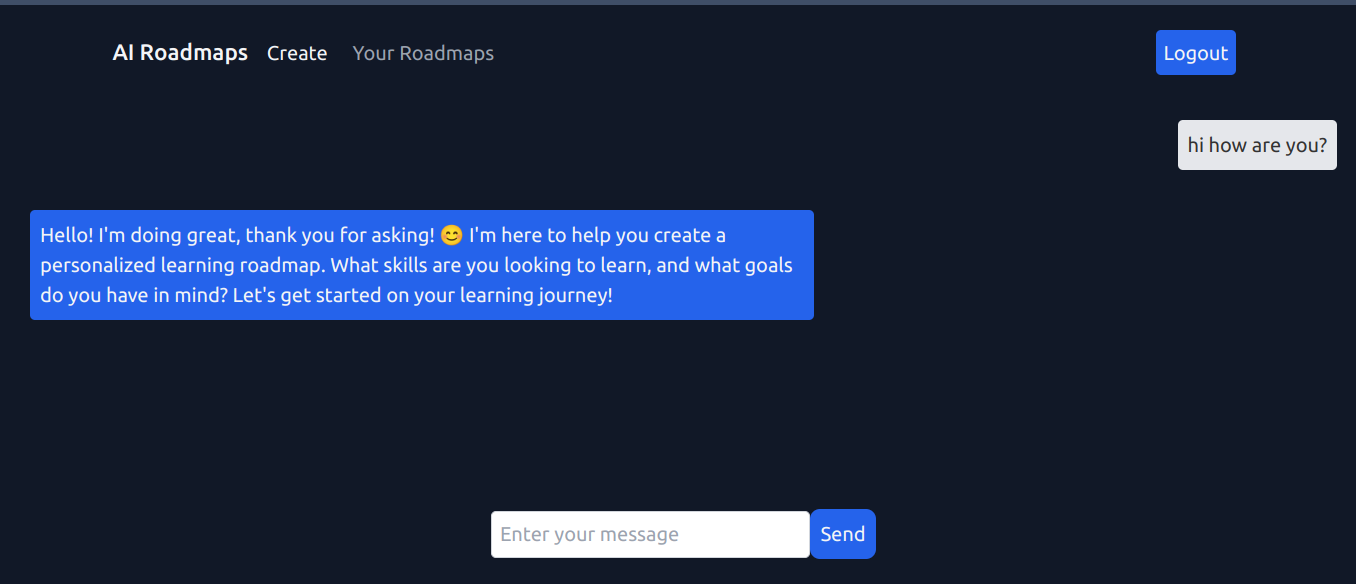 AI Roadmaps Create Your Roadmaps Logout
hi how are you?
Hello! I'm doing great, thank you for asking! 😊 I'm here to help you create a
personalized learning roadmap. What skills are you looking to learn, and what goals
do you have in mind? Let's get started on your learning journey!
Enter your message Send